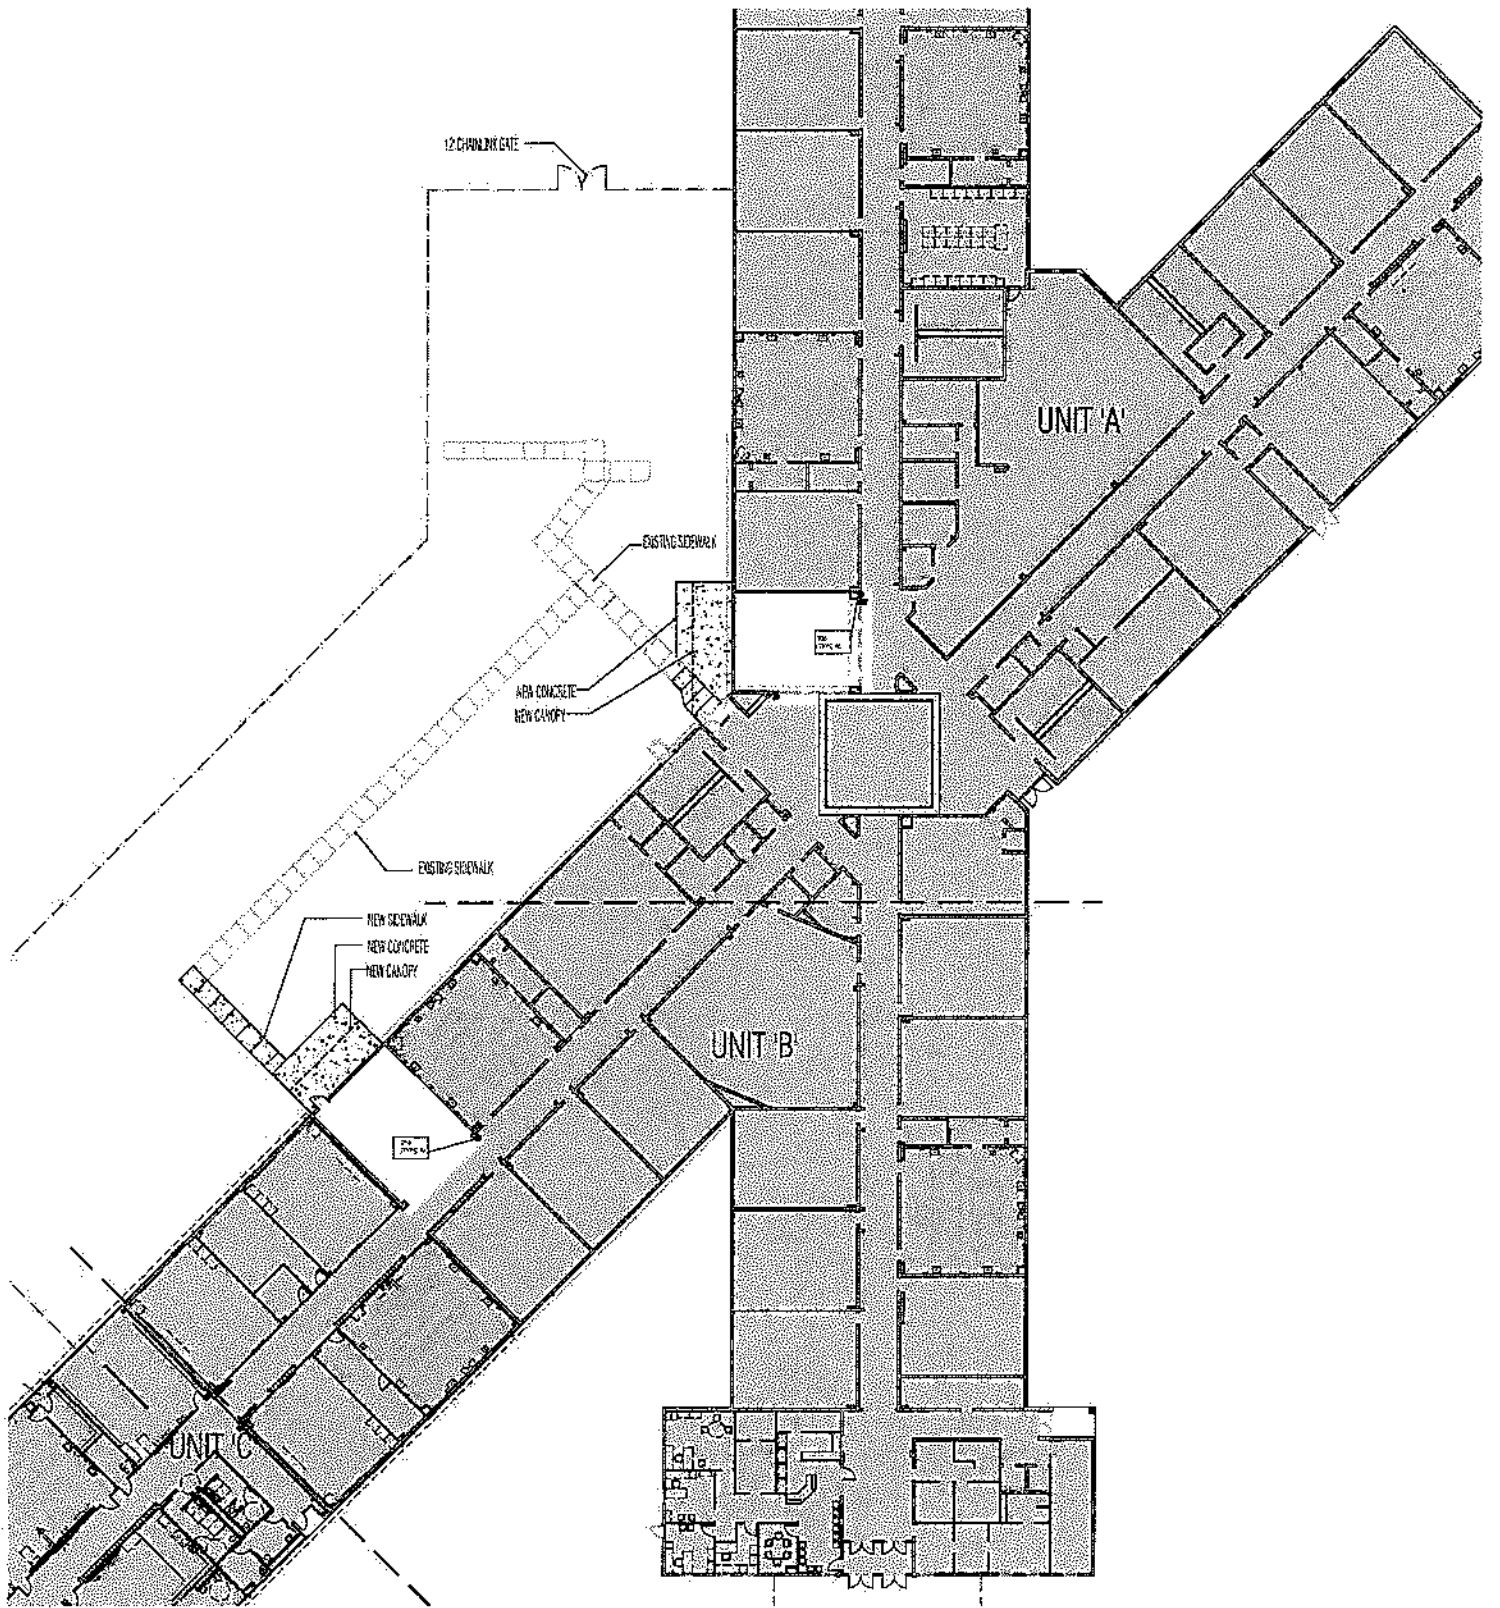 12' CHAINLINK GATE
UNIT 'A'
EXISTING SIDEWALK
NEW CONCRETE
NEW CANOPY
EXISTING SIDEWALK
NEW SIDEWALK
NEW CONCRETE
NEW CANOPY
UNIT 'B'
UNIT 'C'